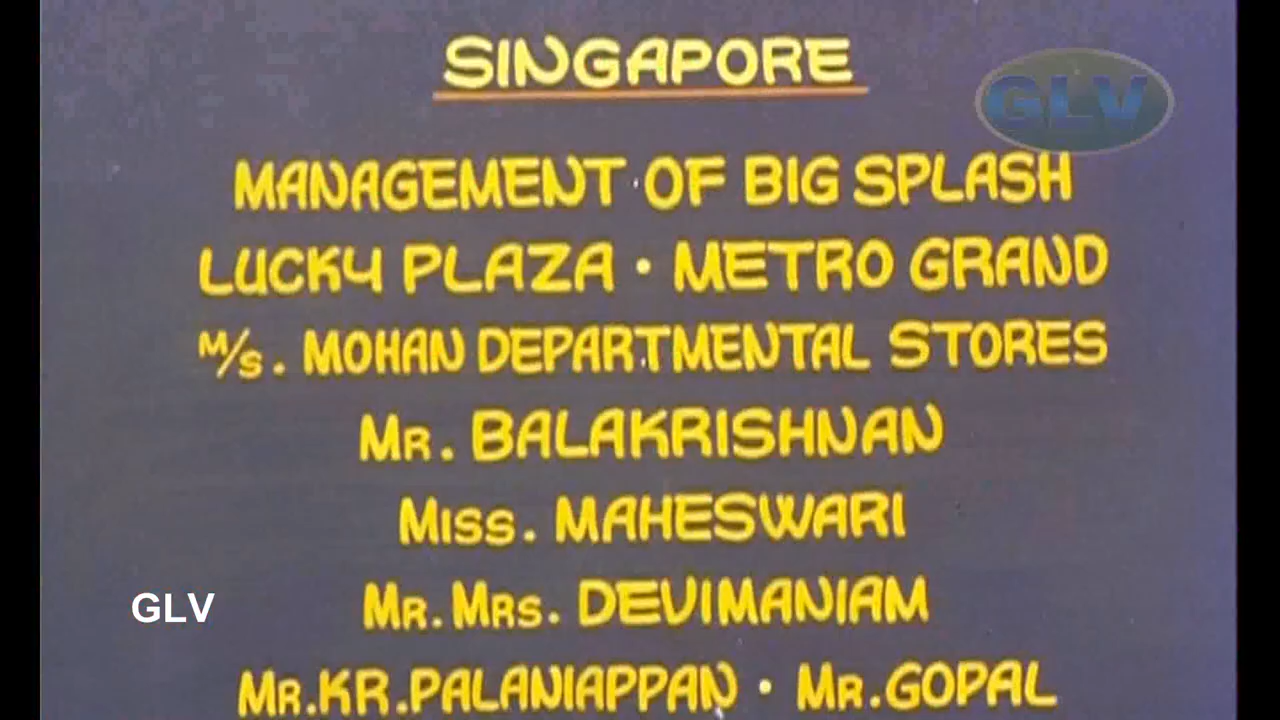 SINGAPORE
GLV
MANAGEMENT OF BIG SPLASH
LUCKY PLAZA • METRO GRAND
M/S. MOHAN DEPARTMENTAL STORES
MR. BALAKRISHNAN
MISS. MAHESWARI
MR. MRS. DEVIMANIAM
GLV
MR.KR.PALANIAPPAN • MR.GOPAL